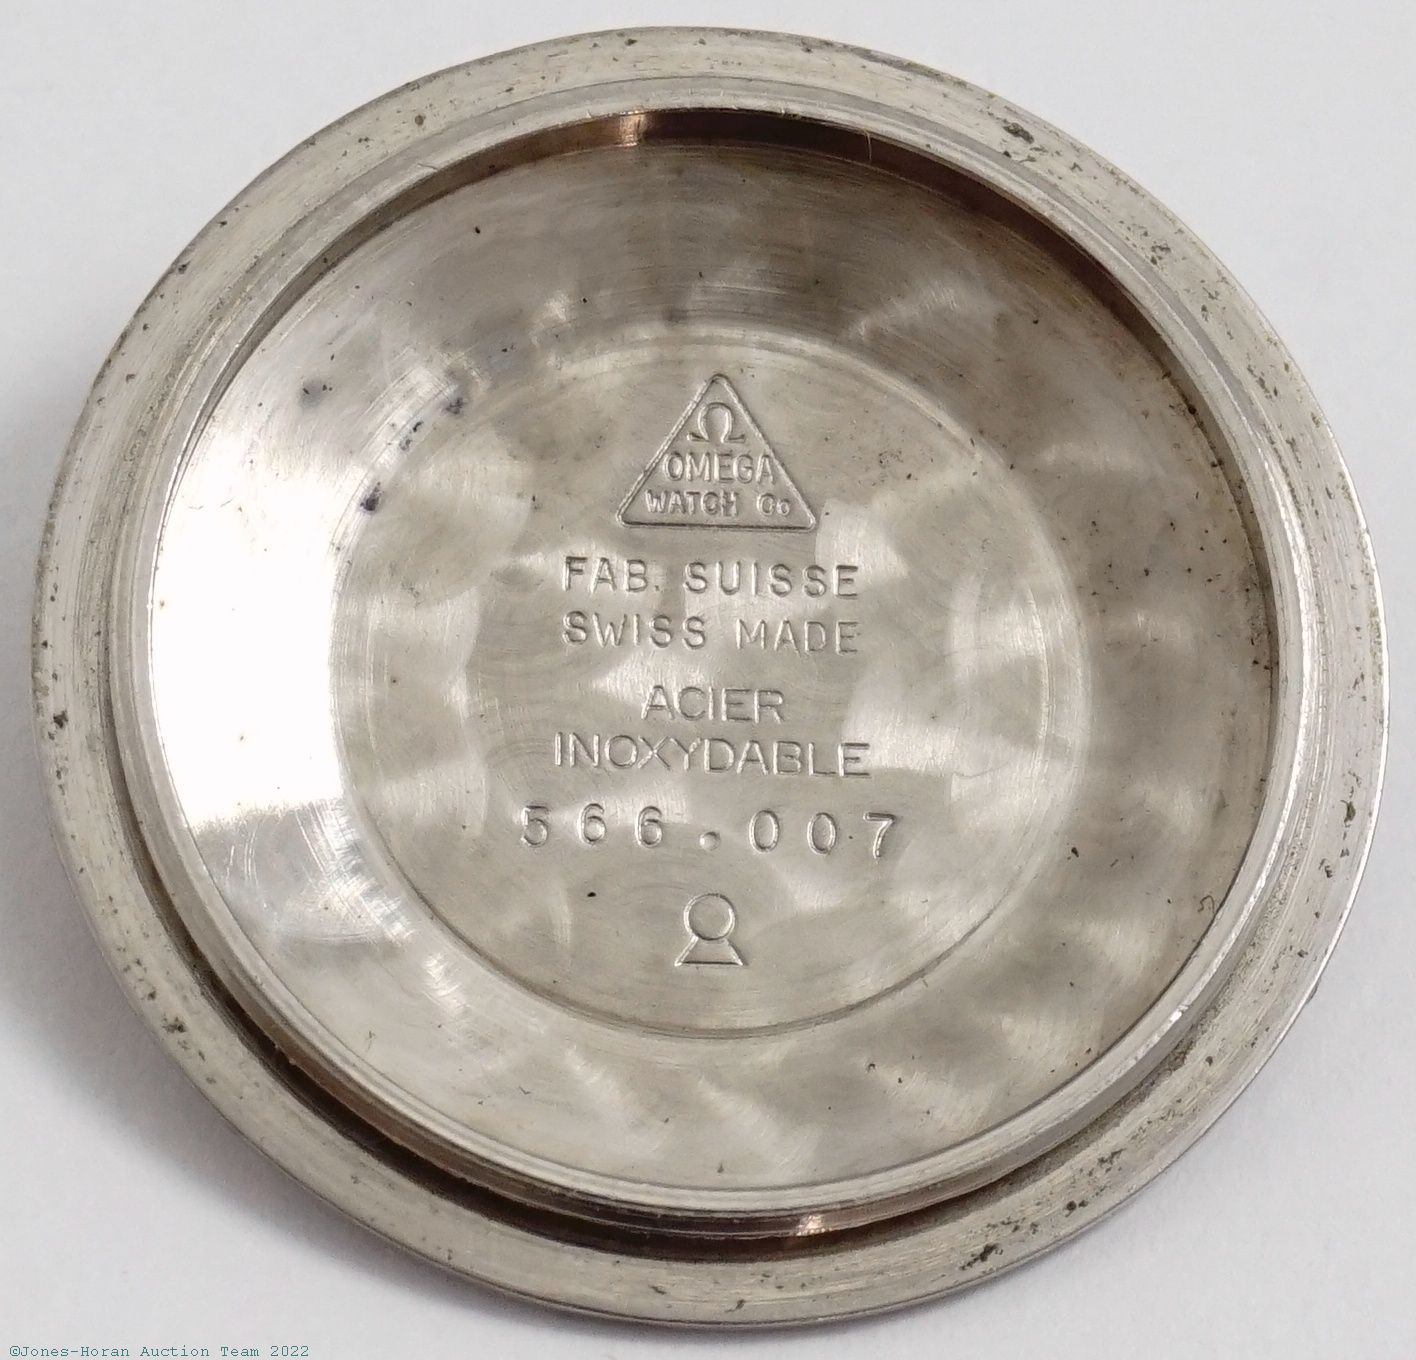 Ω
OMEGA
WATCH Co
FAB. SUISSE
SWISS MADE
ACIER
INOXYDABLE
566.007
©Jones-Horan Auction Team 2022